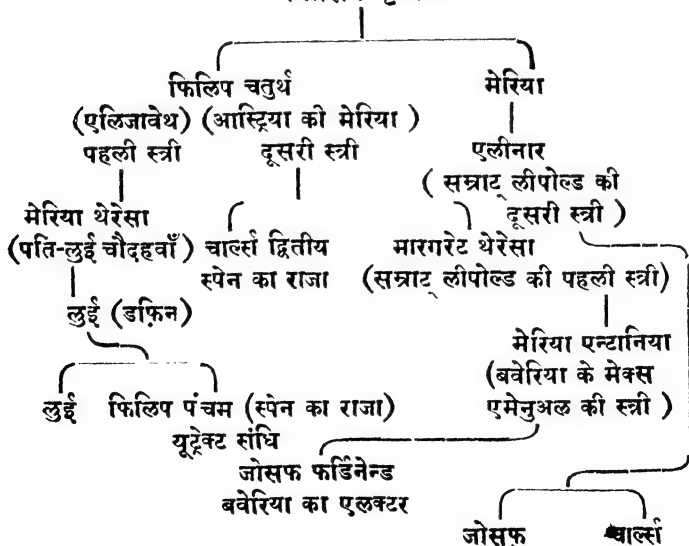 फिलिप चतुर्थ मेरिया
(एलिजावेथ) (आस्ट्रिया की मेरिया )
पहली स्त्री दूसरी स्त्री एलीनार
( सम्राट् लीपोल्ड की
दूसरी स्त्री )
मेरिया थेरेसा
(पति-लुई चौदहवाँ) चार्ल्स द्वितीय मारगरेट थेरेसा
स्पेन का राजा (सम्राट् लीपोल्ड की पहली स्त्री)
लुई (डफ़िन)
मेरिया एन्टानिया
(बवेरिया के मेक्स
एमेनुअल की स्त्री )
लुई फिलिप पंचम (स्पेन का राजा)
यूट्रेक्ट संधि
जोसफ फर्डिनेन्ड
बवेरिया का एलक्टर
जोसफ चार्ल्स